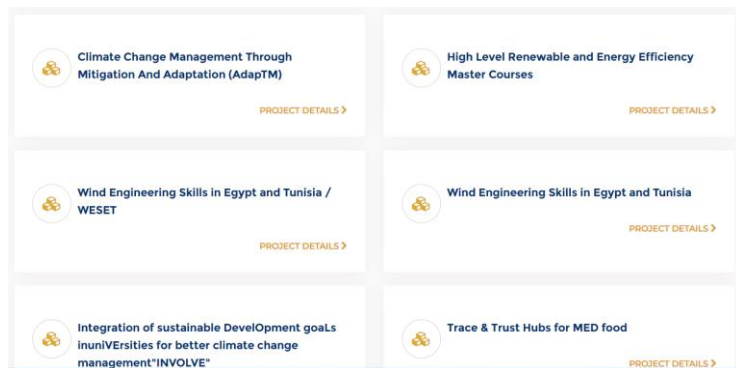 Climate Change Management Through
Mitigation And Adaptation (AdapTM)
PROJECT DETAILS
High Level Renewable and Energy Efficiency
Master Courses
PROJECT DETAILS
Wind Engineering Skills in Egypt and Tunisia /
WESET
PROJECT DETAILS
Wind Engineering Skills in Egypt and Tunisia
PROJECT DETAILS
Integration of sustainable DevelOpment goaLs
inuniVErsities for better climate change
management"INVOLVE"
Trace & Trust Hubs for MED food
PROJECT DETAILS